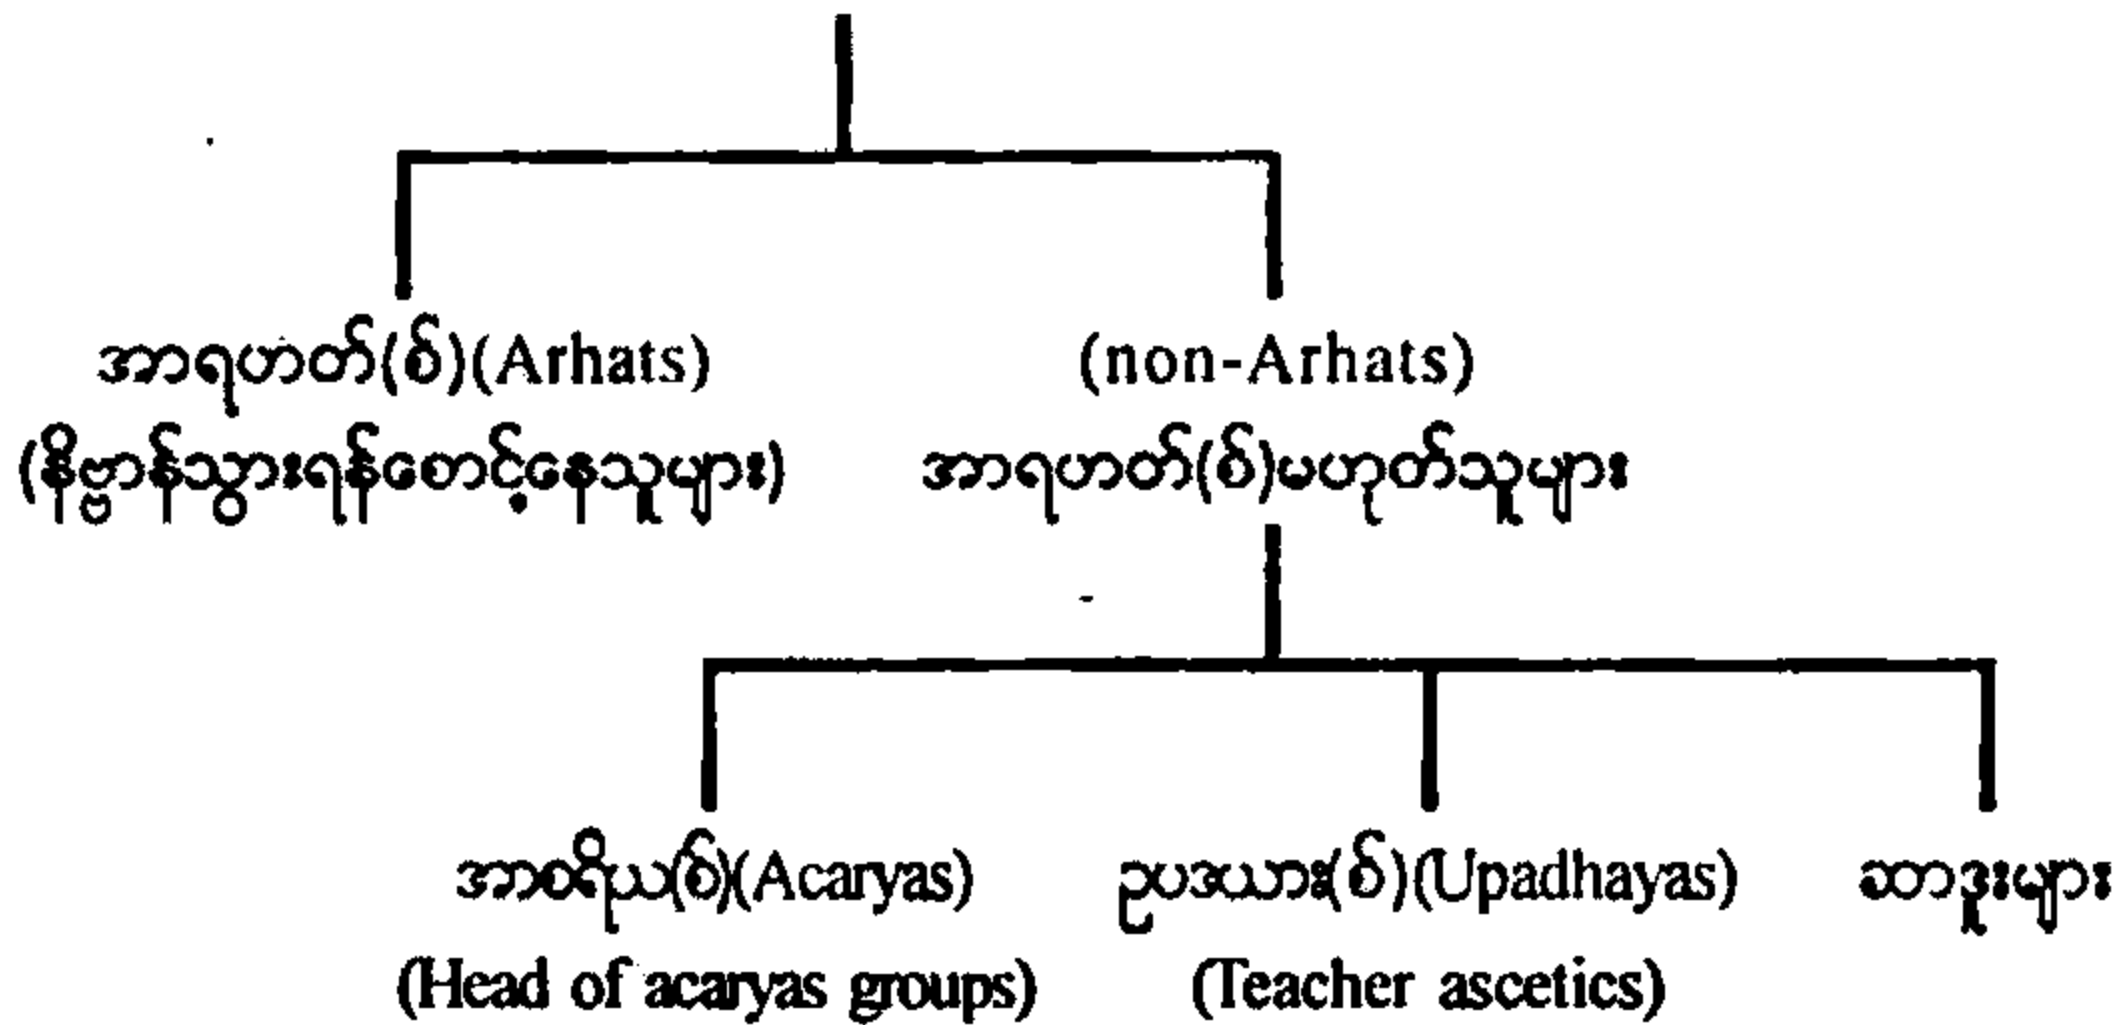 အာရဟတ်(စ်)(Arhats)
(နိဗ္ဗာန်သွားရန်စောင့်နေသူများ)
(non-Arhats)
အာရဟတ်(စ်)မဟုတ်သူများ
အာစရိယ(စ်)(Acaryas)
(Head of acaryas groups)
ဥပဒယား(စ်)(Upadhayas)
(Teacher ascetics)
ဆာဒူးများ